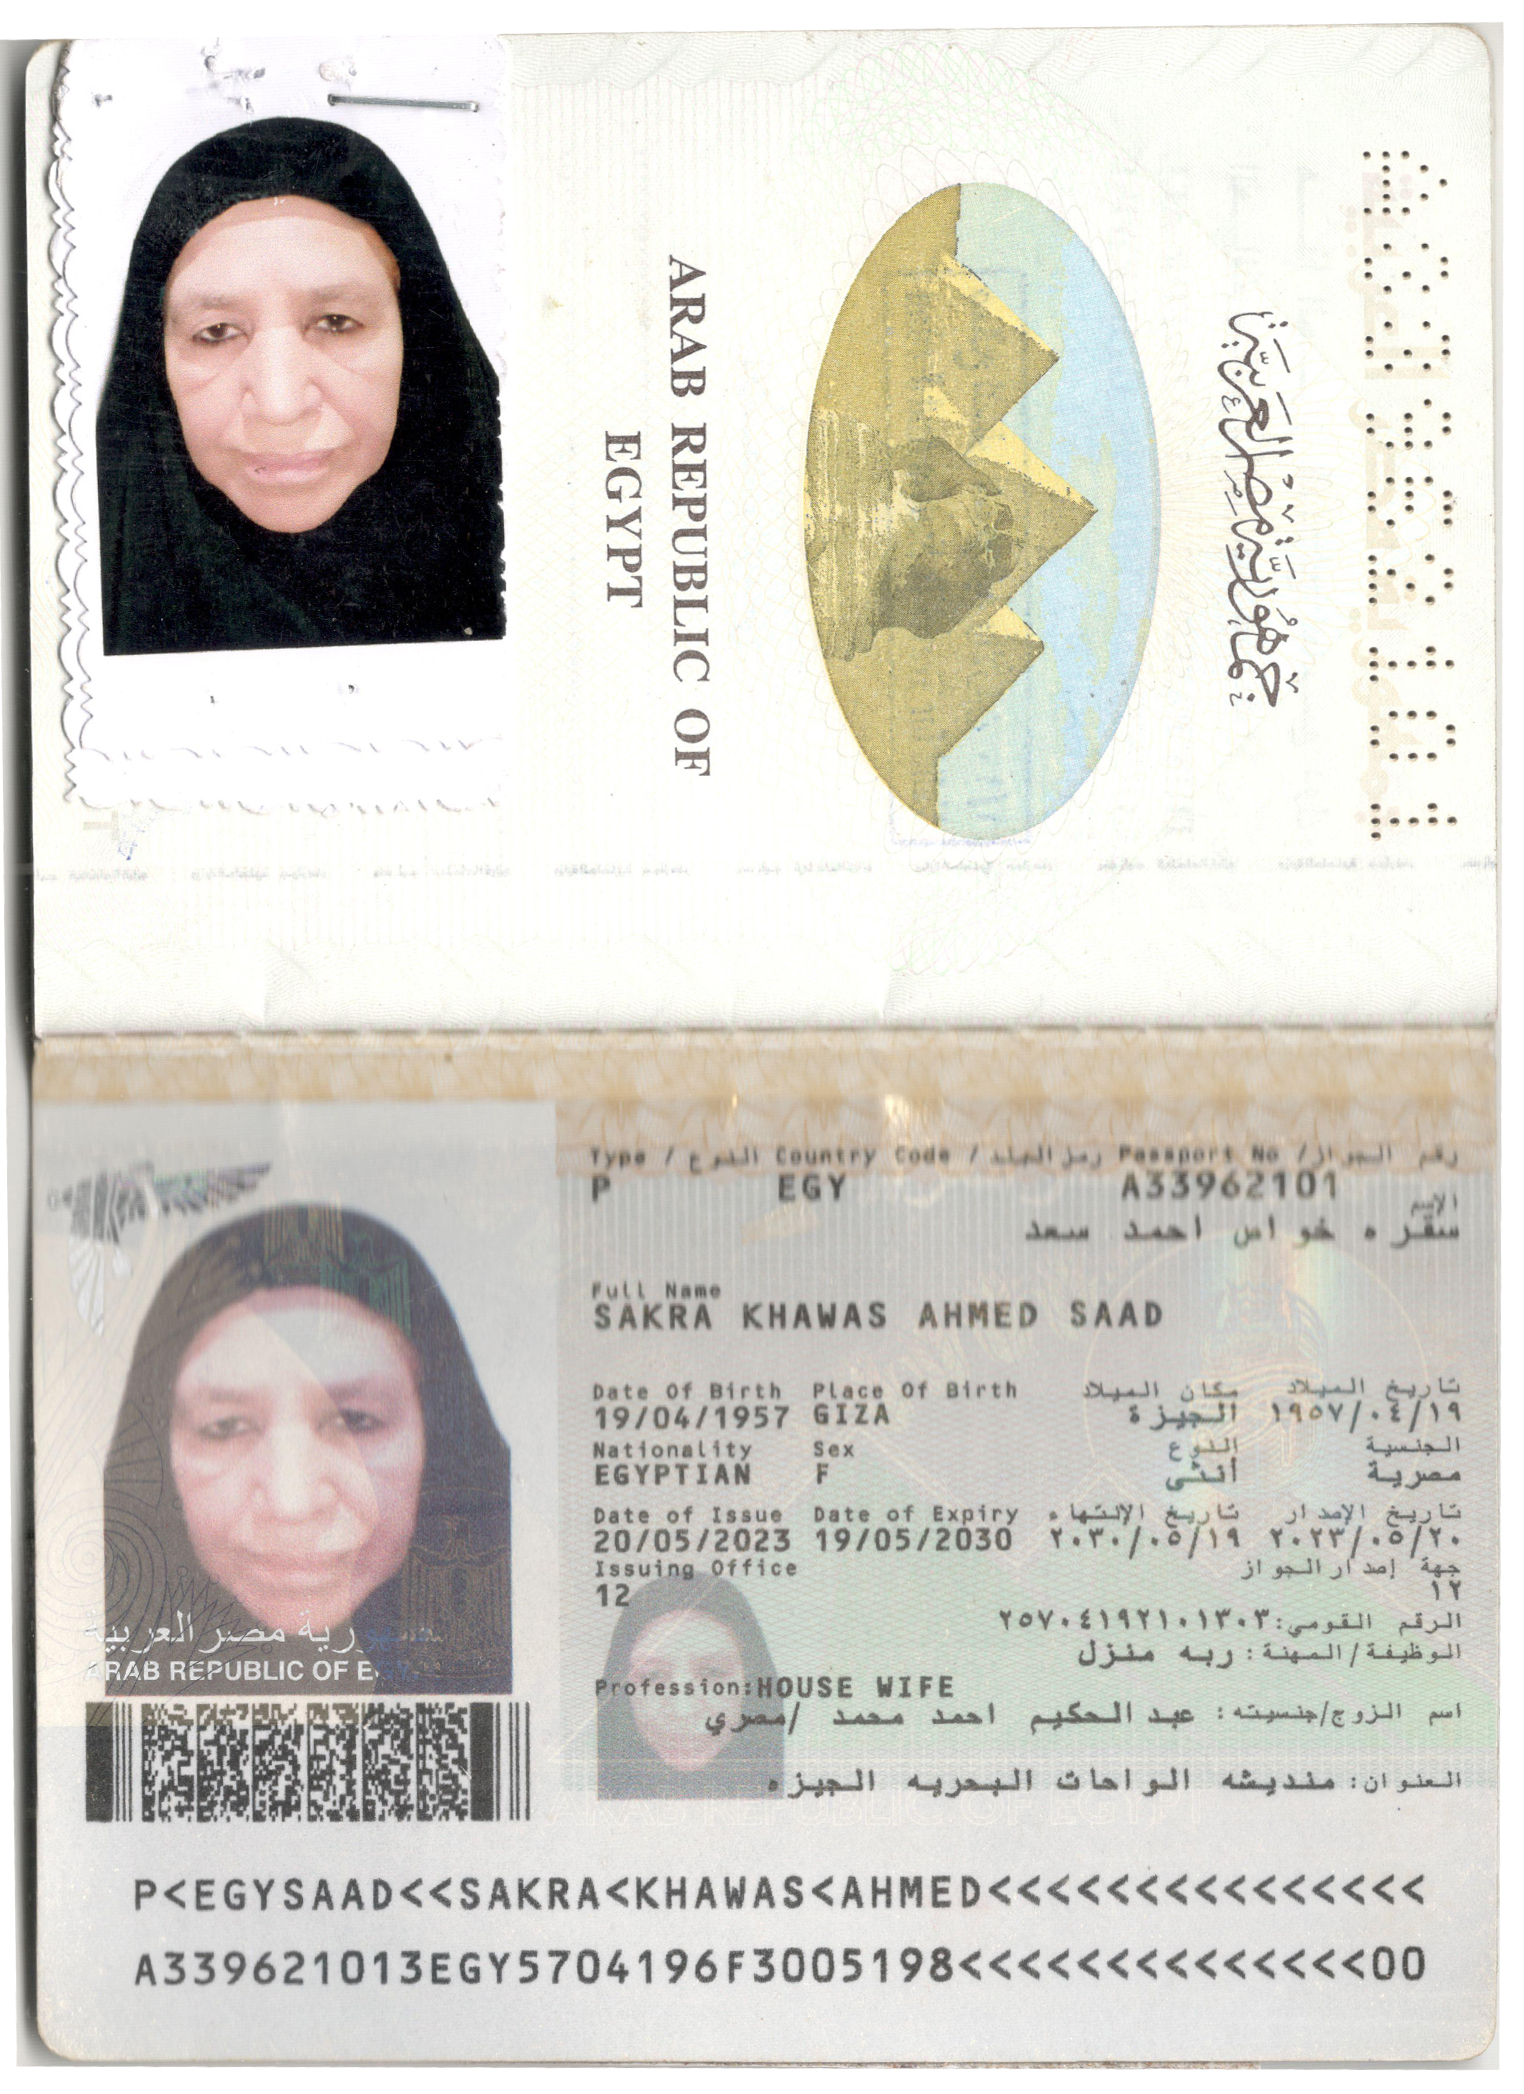 جمهورية مصر العربية
ARAB REPUBLIC OF
EGYPT
Type / النوع Country Code / رمز البلد Passport No / رقم الجواز
P EGY A33962101
الإسم
سقره خواس احمد سعد
Full Name
SAKRA KHAWAS AHMED SAAD
Date Of Birth Place Of Birth مكان الميلاد تاريخ الميلاد
19/04/1957 GIZA الجيزة ١٩٥٧/٠٤/١٩
Nationality Sex النوع الجنسية
EGYPTIAN F أنثى مصرية
Date of Issue Date of Expiry تاريخ الإنتهاء تاريخ الإصدار
20/05/2023 19/05/2030 ٢٠٣٠/٠٥/١٩ ٢٠٢٣/٠٥/٢٠
Issuing Office جهة إصدار الجواز
12 ١٢
الرقم القومي: ٢٥٧٠٤١٩٢١٠١٣٠٣
الوظيفة/المهنة: ربه منزل
Profession: HOUSE WIFE
اسم الزوج/جنسيته: عبد الحكيم احمد محمد /مصري
العنوان: منديشه الواحات البحريه الجيزه
جمهورية مصر العربية
ARAB REPUBLIC OF EGYPT
P<EGYSAAD<<SAKRA<KHAWAS<AHMED<<<<<<<<<<<<<<<
A339621013EGY5704196F3005198<<<<<<<<<<<<<<00